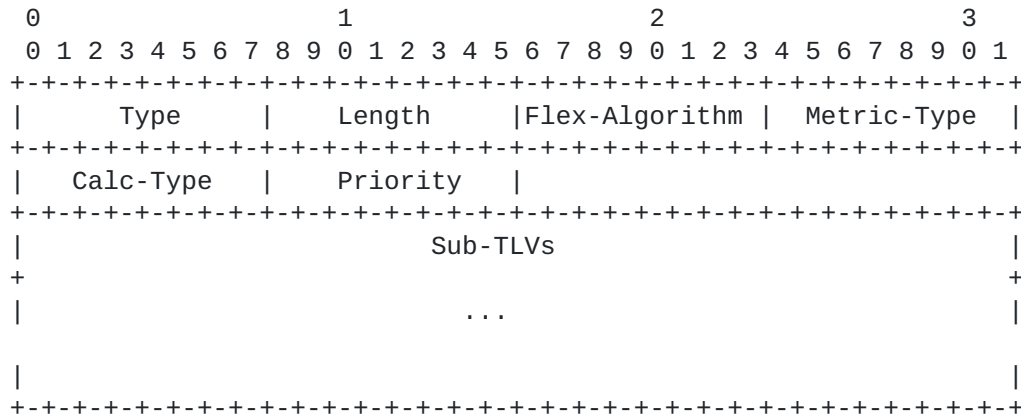 0                   1                   2                   3
 0 1 2 3 4 5 6 7 8 9 0 1 2 3 4 5 6 7 8 9 0 1 2 3 4 5 6 7 8 9 0 1
+-+-+-+-+-+-+-+-+-+-+-+-+-+-+-+-+-+-+-+-+-+-+-+-+-+-+-+-+-+-+-+-+
|      Type     |    Length     |Flex-Algorithm |  Metric-Type  |
+-+-+-+-+-+-+-+-+-+-+-+-+-+-+-+-+-+-+-+-+-+-+-+-+-+-+-+-+-+-+-+-+
|   Calc-Type   |    Priority   |
+-+-+-+-+-+-+-+-+-+-+-+-+-+-+-+-+-+-+-+-+-+-+-+-+-+-+-+-+-+-+-+-+
|                          Sub-TLVs                             |
+                                                               +
|                            ...                                |

|                                                               |
+-+-+-+-+-+-+-+-+-+-+-+-+-+-+-+-+-+-+-+-+-+-+-+-+-+-+-+-+-+-+-+-+